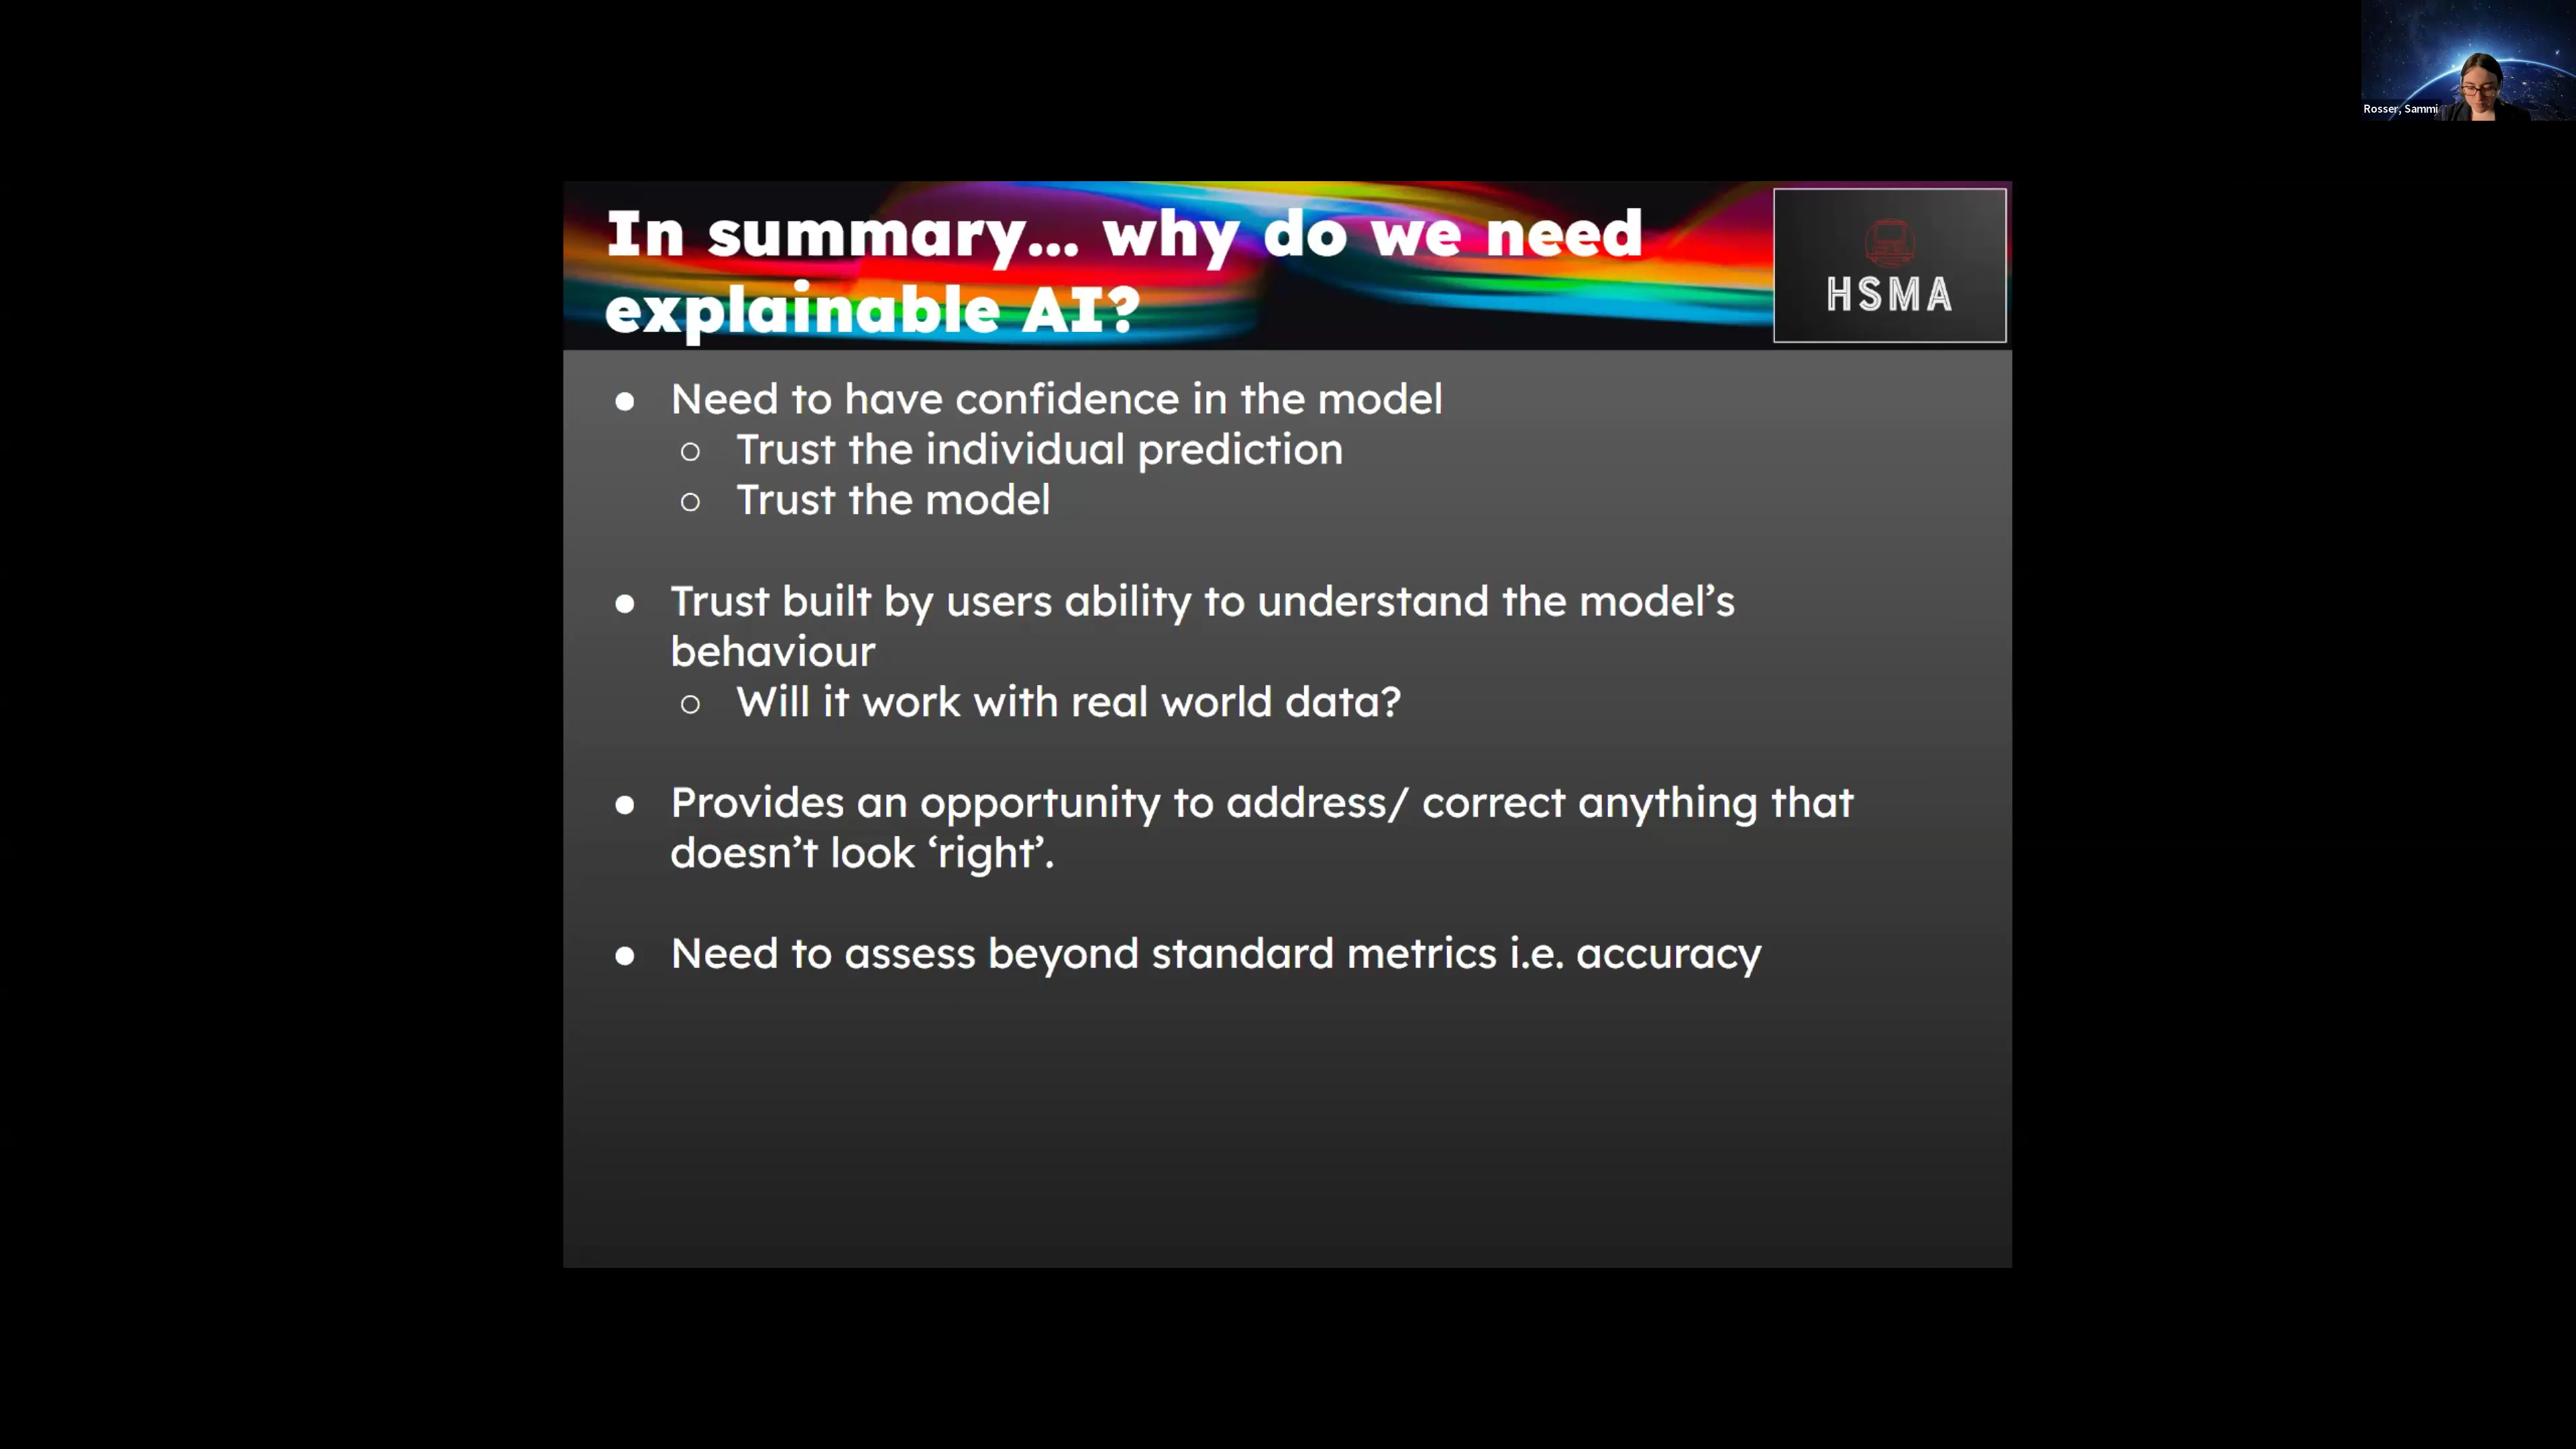 Rosser, Sammi
In summary... why do we need
explainable AI?
HSMA
● Need to have confidence in the model
○ Trust the individual prediction
○ Trust the model
● Trust built by users ability to understand the model’s
behaviour
○ Will it work with real world data?
● Provides an opportunity to address/ correct anything that
doesn’t look ‘right’.
● Need to assess beyond standard metrics i.e. accuracy